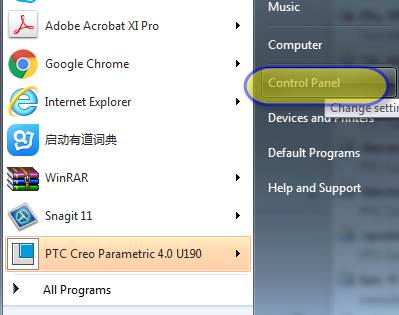 Adobe Acrobat XI Pro
Google Chrome
Internet Explorer
启动有道词典
WinRAR
Snagit 11
PTC Creo Parametric 4.0 U190
All Programs
Music
Computer
Control Panel
Change settin
Devices and Printers
Default Programs
Help and Support